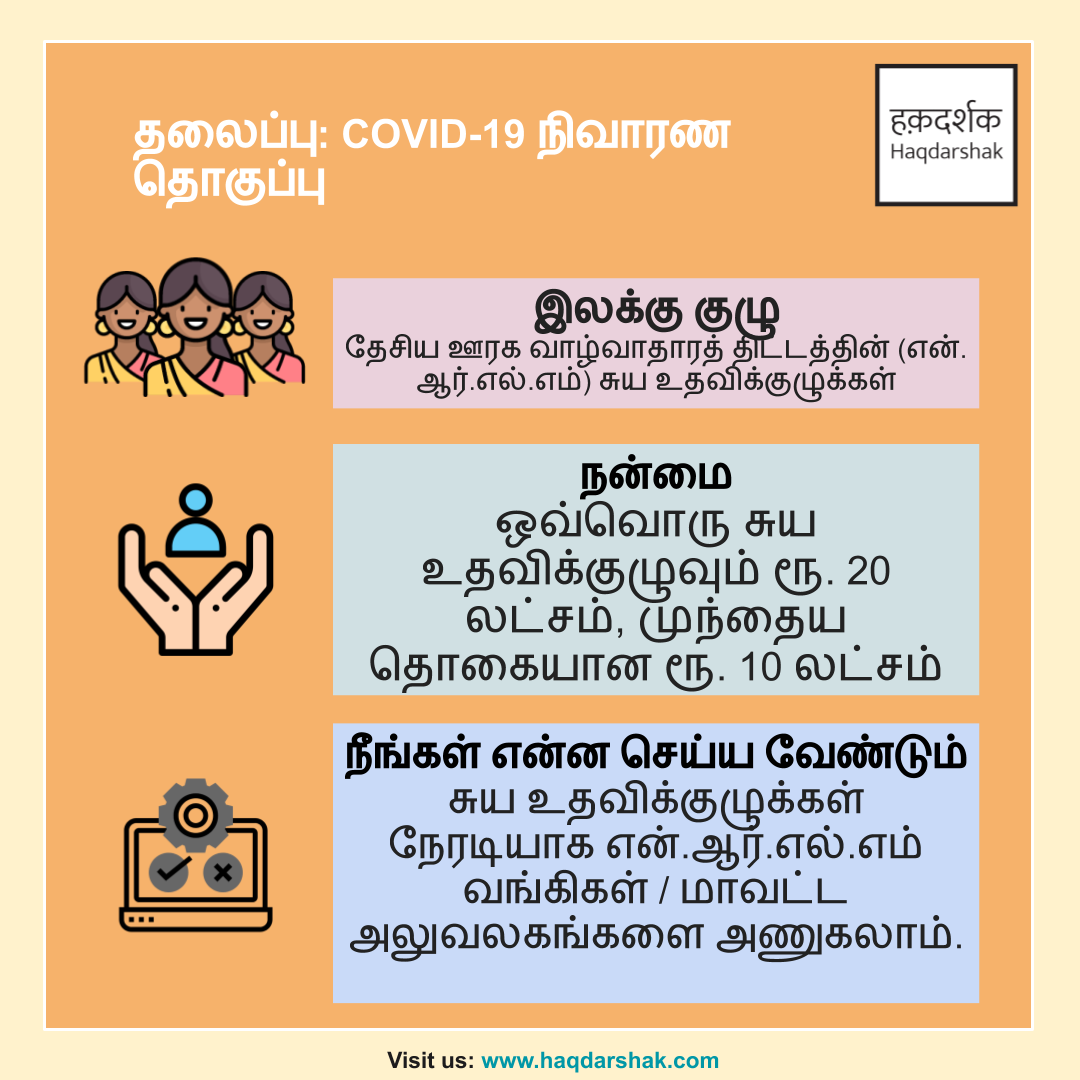 தலைப்பு: COVID-19 நிவாரண
தொகுப்பு
हक़दर्शक
Haqdarshak
இலக்கு குழு
தேசிய ஊரக வாழ்வாதாரத் திட்டத்தின் (என்.
ஆர்.எல்.எம்) சுய உதவிக்குழுக்கள்
நன்மை
ஒவ்வொரு சுய
உதவிக்குழுவும் ரூ. 20
லட்சம், முந்தைய
தொகையான ரூ. 10 லட்சம்
நீங்கள் என்ன செய்ய வேண்டும்
சுய உதவிக்குழுக்கள்
நேரடியாக என்.ஆர்.எல்.எம்
வங்கிகள் / மாவட்ட
அலுவலகங்களை அணுகலாம்.
Visit us: www.haqdarshak.com